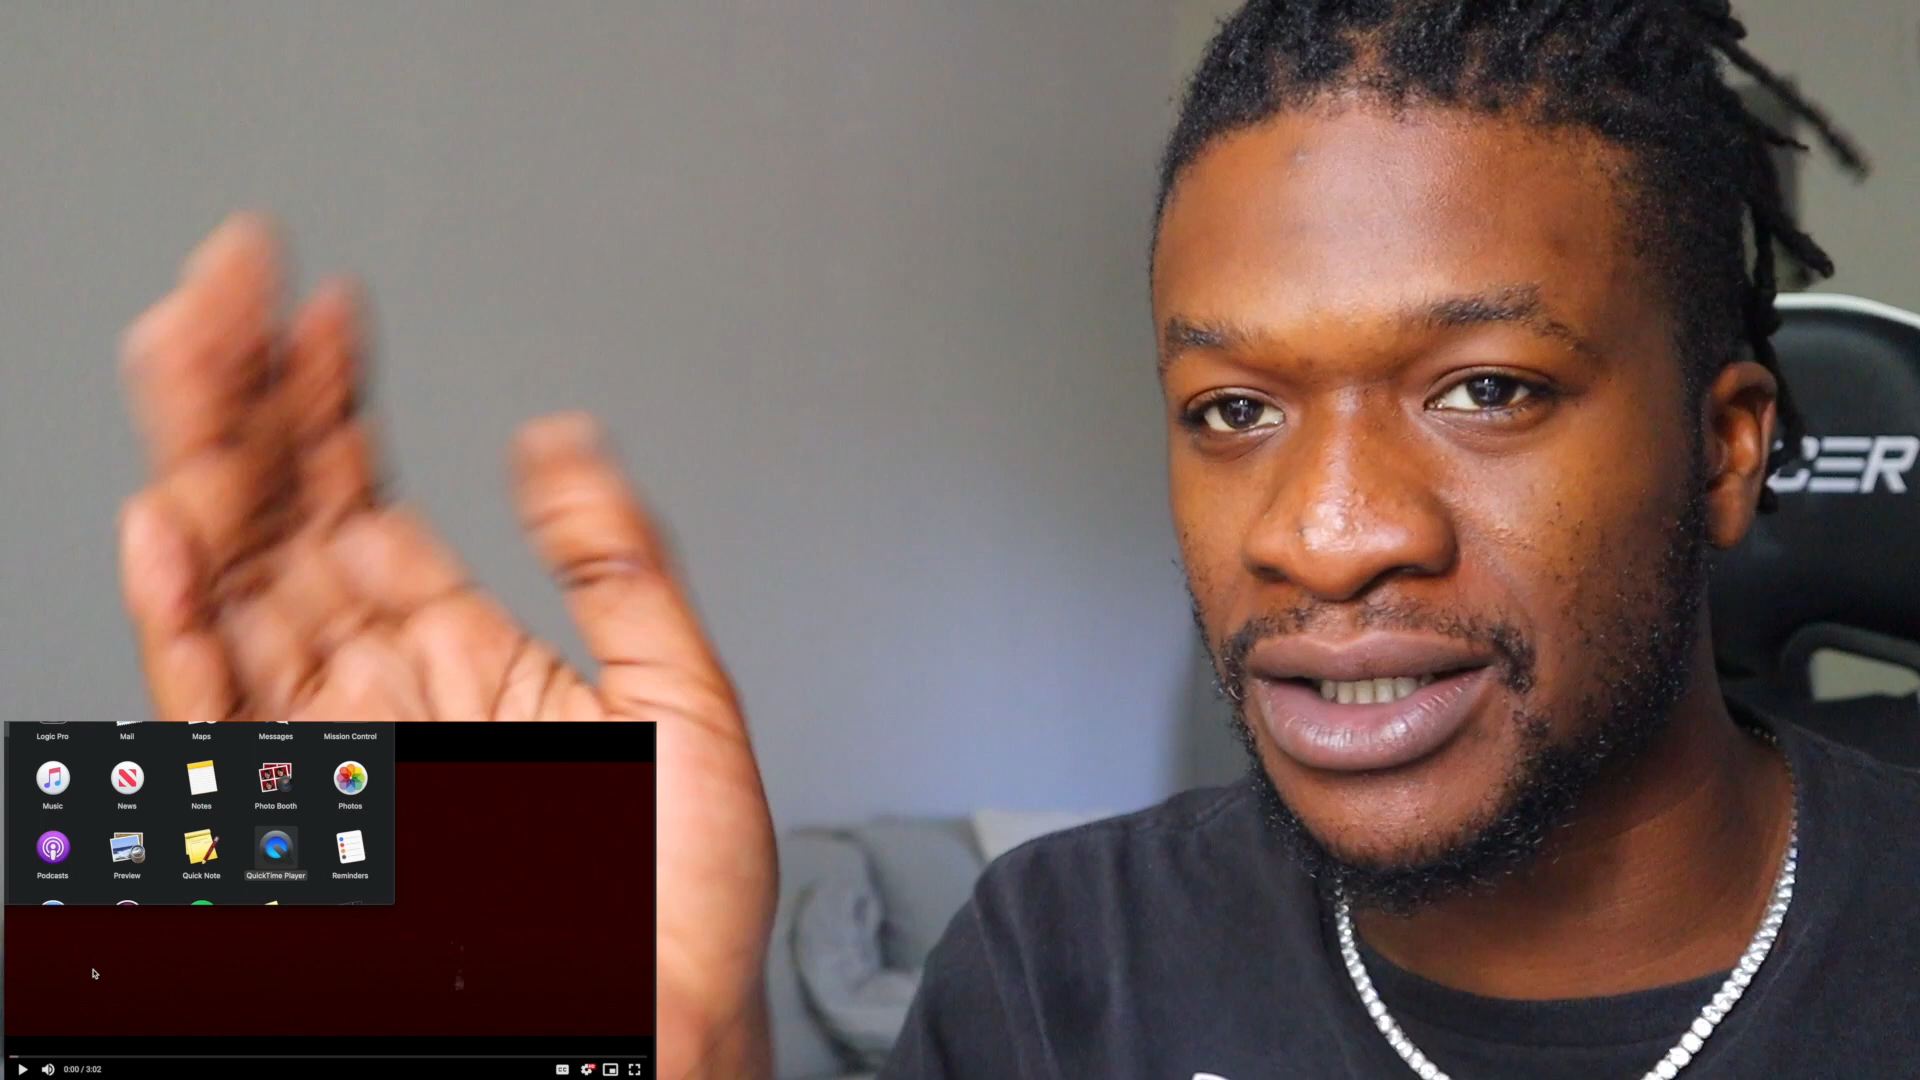 CER
Logic Pro Mail Maps Messages Mission Control
Music News Notes Photo Booth Photos
Podcasts Preview Quick Note QuickTime Player Reminders
0:00 / 3:02
CC